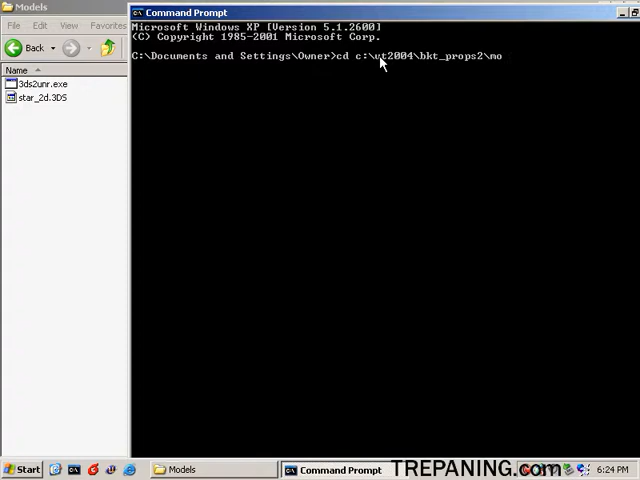 Models
Command Prompt
File Edit View Favorites
Microsoft Windows XP [Version 5.1.2600]
(C) Copyright 1985-2001 Microsoft Corp.
Back
C:\Documents and Settings\Owner>cd c:\ut2004\bkt_props2\mo
Name
3ds2unr.exe
star_2d.3DS
Start
Models
Command Prompt
TREPANING.com
6:24 PM